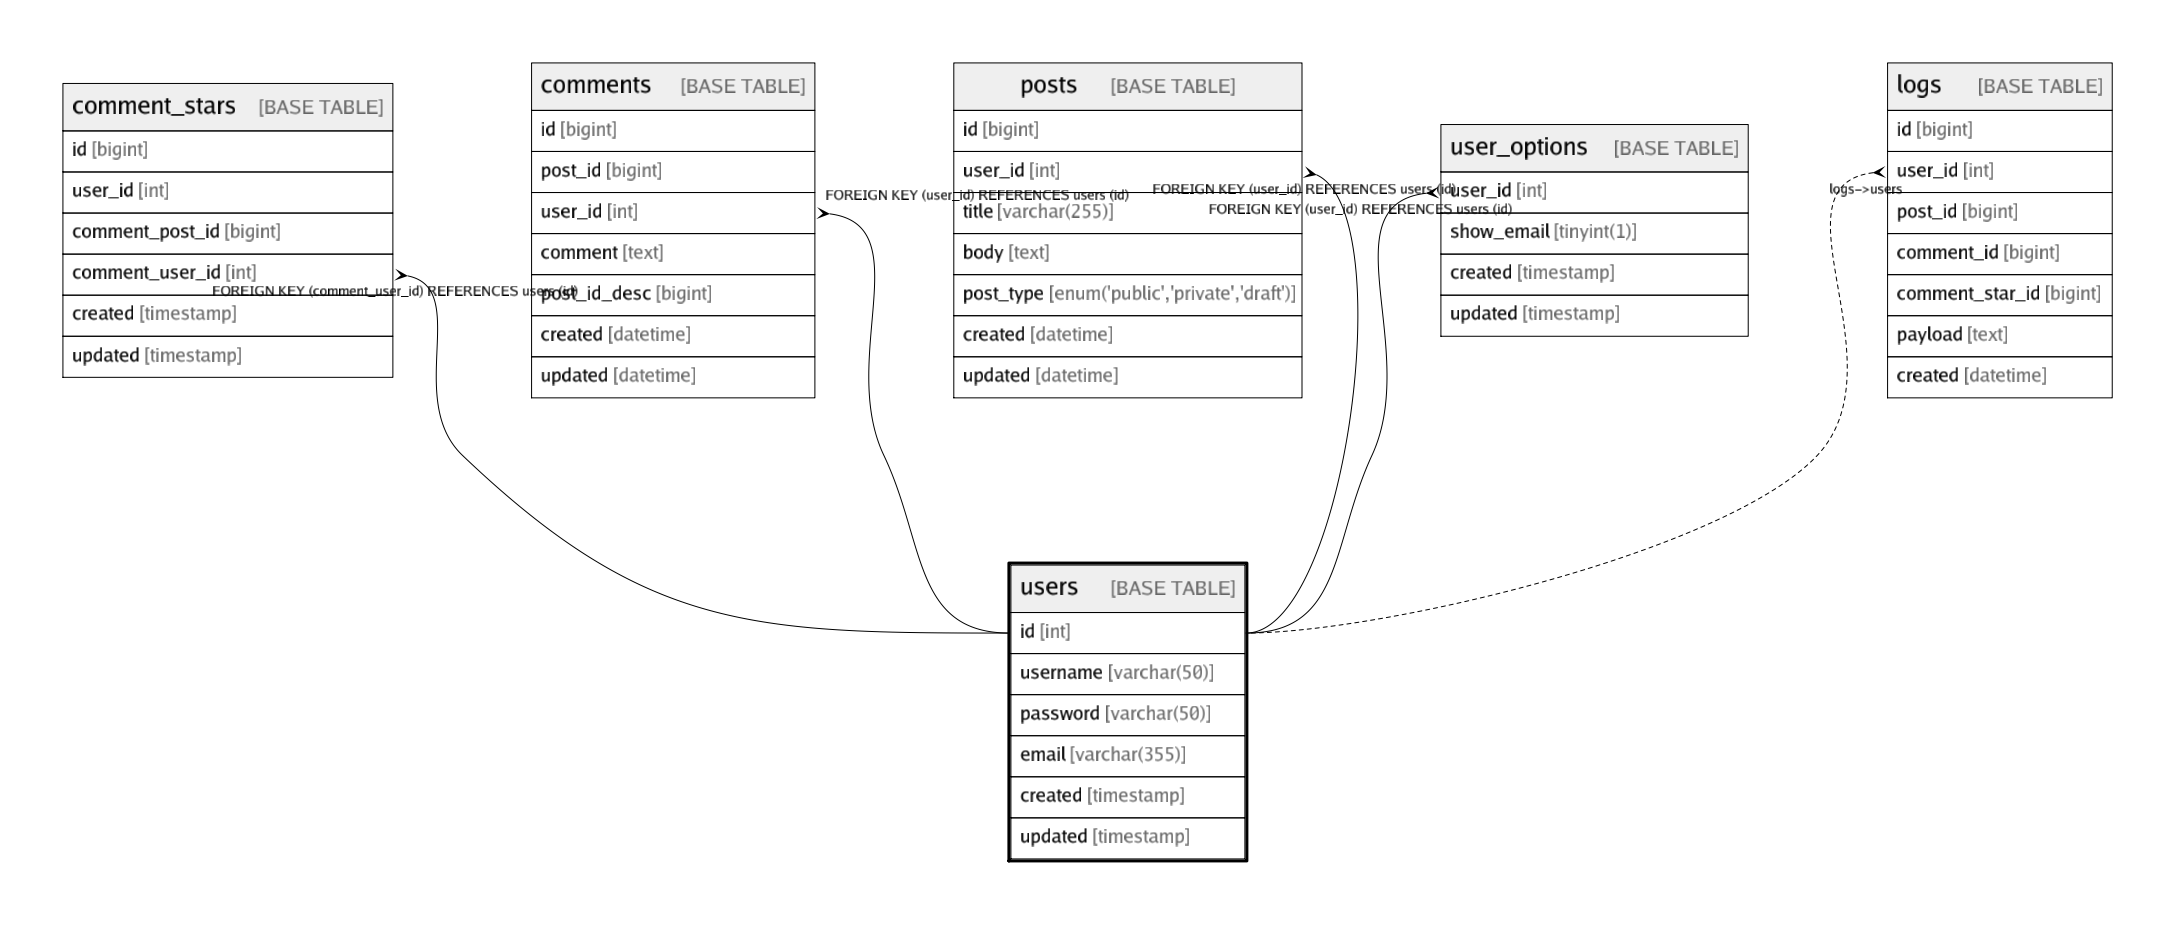 comment_stars [BASE TABLE]
id [bigint]
user_id [int]
comment_post_id [bigint]
comment_user_id [int]
created [timestamp]
updated [timestamp]
FOREIGN KEY (comment_user_id) REFERENCES users (id)
comments [BASE TABLE]
id [bigint]
post_id [bigint]
user_id [int]
comment [text]
post_id_desc [bigint]
created [datetime]
updated [datetime]
FOREIGN KEY (user_id) REFERENCES users (id)
posts [BASE TABLE]
id [bigint]
user_id [int]
title [varchar(255)]
body [text]
post_type [enum('public','private','draft')]
created [datetime]
updated [datetime]
FOREIGN KEY (user_id) REFERENCES users (id)
FOREIGN KEY (user_id) REFERENCES users (id)
user_options [BASE TABLE]
user_id [int]
show_email [tinyint(1)]
created [timestamp]
updated [timestamp]
logs->users
logs [BASE TABLE]
id [bigint]
user_id [int]
post_id [bigint]
comment_id [bigint]
comment_star_id [bigint]
payload [text]
created [datetime]
users [BASE TABLE]
id [int]
username [varchar(50)]
password [varchar(50)]
email [varchar(355)]
created [timestamp]
updated [timestamp]